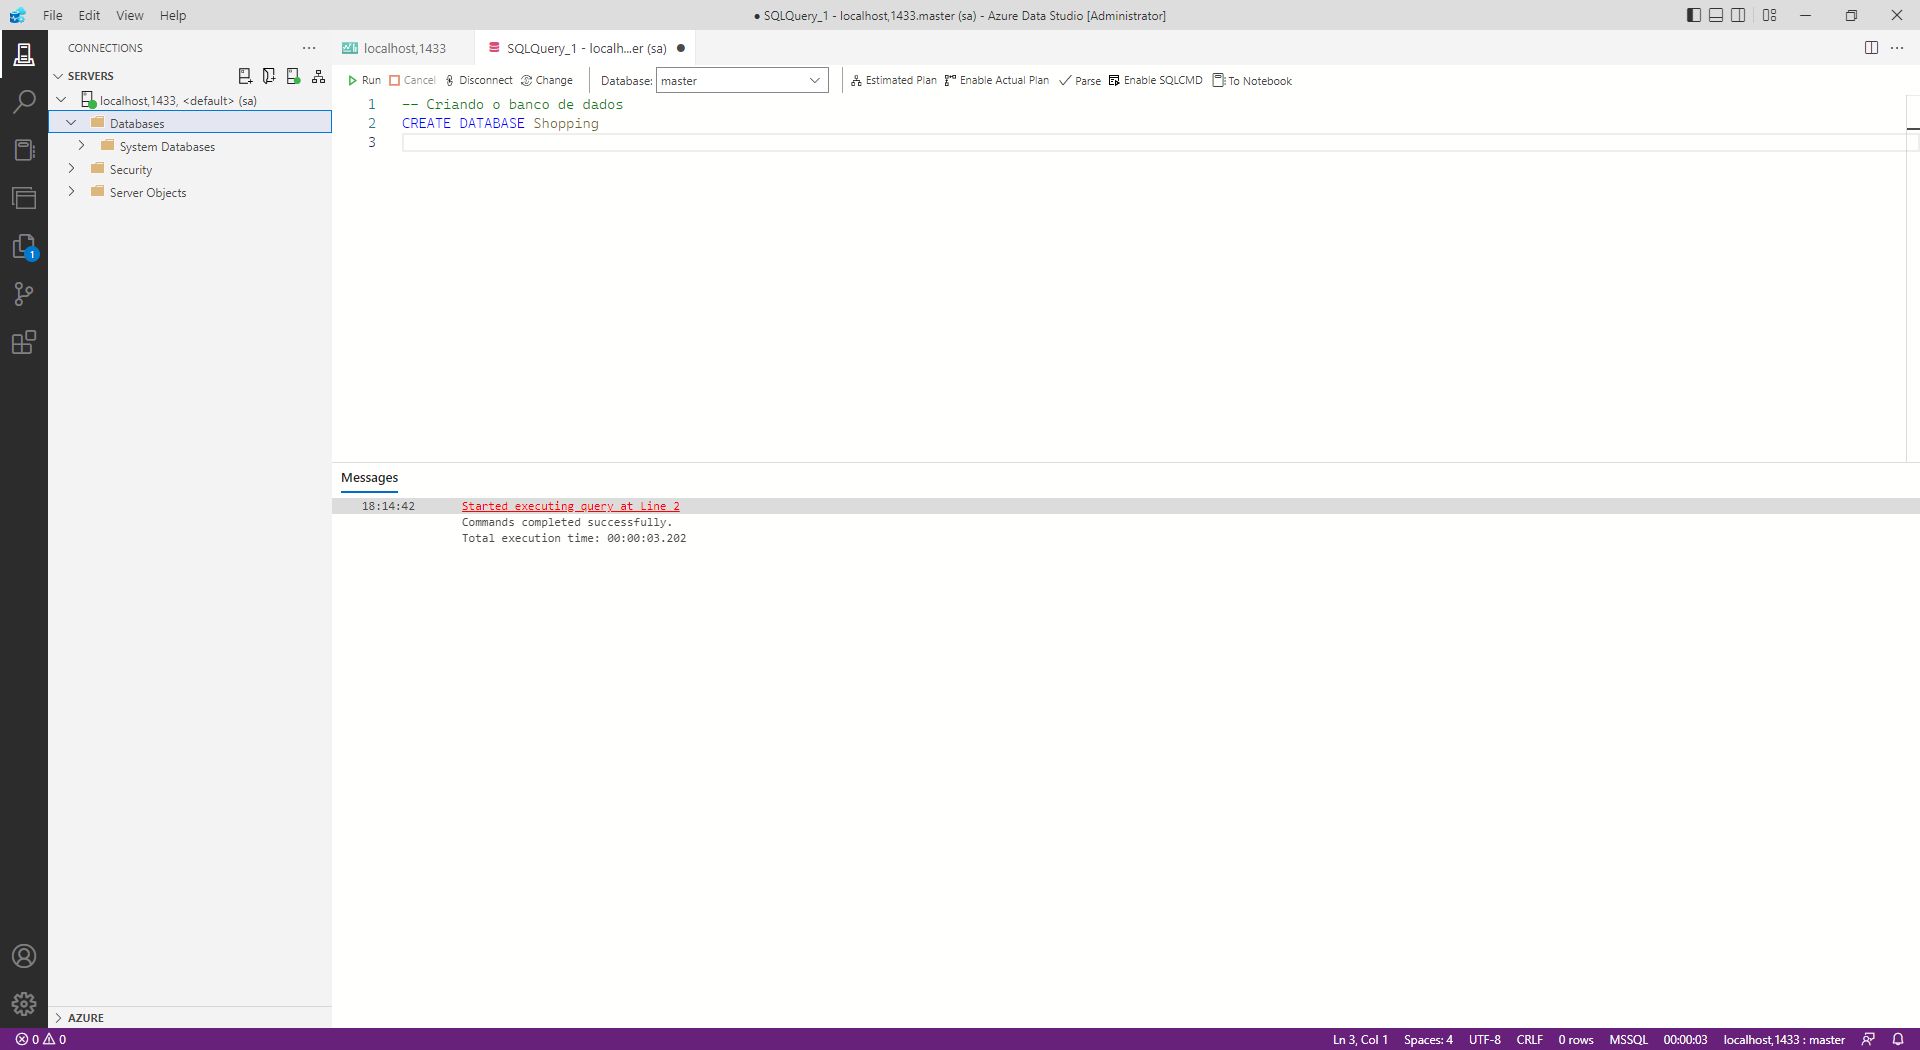 File Edit View Help
● SQLQuery_1 - localhost,1433.master (sa) - Azure Data Studio [Administrator]
CONNECTIONS
SERVERS
localhost,1433, <default> (sa)
Databases
System Databases
Security
Server Objects
AZURE
1
localhost,1433
SQLQuery_1 - localh...er (sa) ●
Run Cancel Disconnect Change Database: master Estimated Plan Enable Actual Plan Parse Enable SQLCMD To Notebook
1 -- Criando o banco de dados
2 CREATE DATABASE Shopping
3
Messages
18:14:42 Started executing query at Line 2
Commands completed successfully.
Total execution time: 00:00:03.202
0 0 Ln 3, Col 1 Spaces: 4 UTF-8 CRLF 0 rows MSSQL 00:00:03 localhost,1433 : master